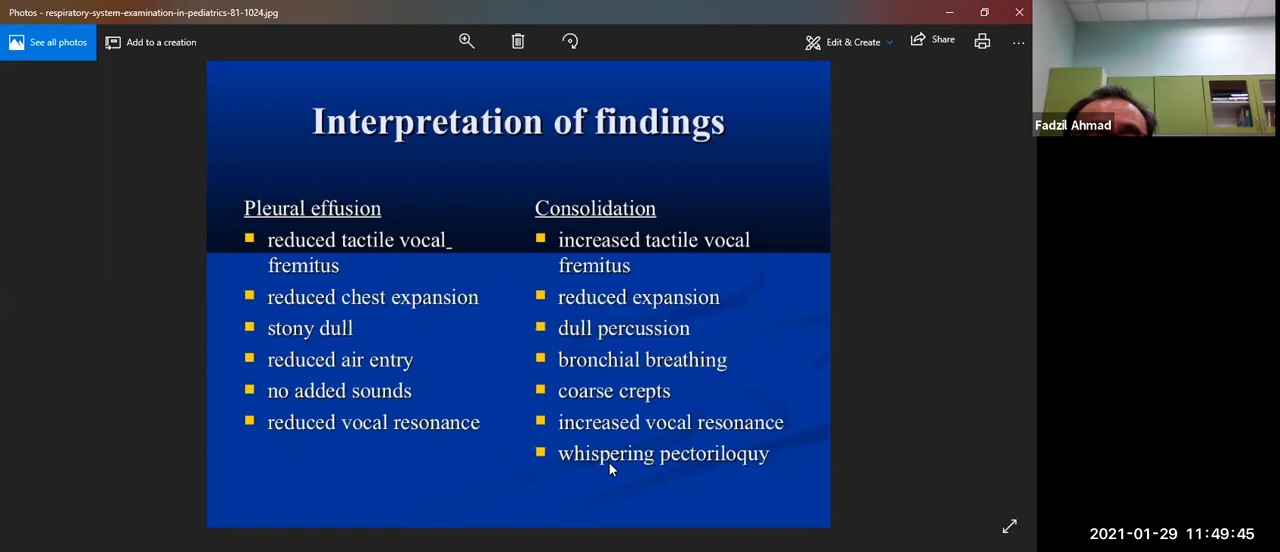 Photos - respiratory-system-examination-in-pediatrics-81-1024.jpg
See all photos
Add to a creation
Edit & Create
Share
Fadzil Ahmad
Interpretation of findings
Pleural effusion
reduced tactile vocal_
fremitus
reduced chest expansion
stony dull
reduced air entry
no added sounds
reduced vocal resonance
Consolidation
increased tactile vocal
fremitus
reduced expansion
dull percussion
bronchial breathing
coarse crepts
increased vocal resonance
whispering pectoriloquy
2021-01-29 11:49:45